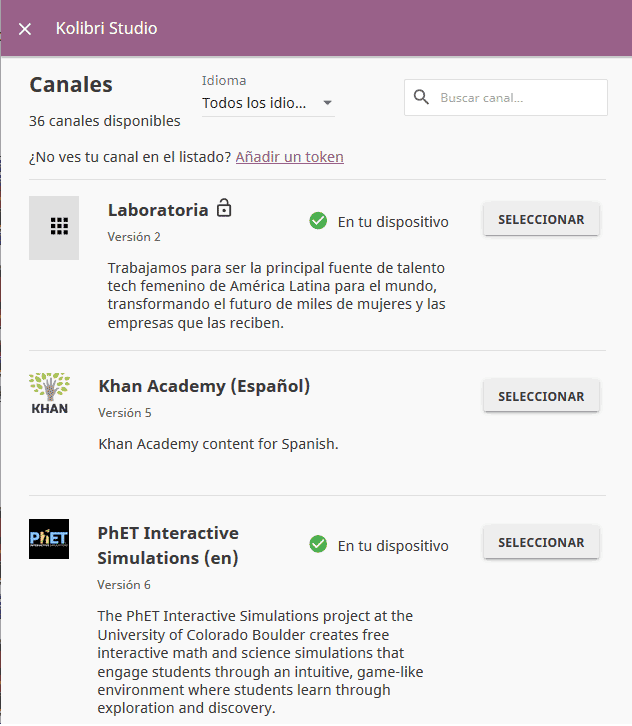 Kolibri Studio
Canales
Idioma
Todos los idio...
Buscar canal...
36 canales disponibles
¿No ves tu canal en el listado? Añadir un token
Laboratoria
En tu dispositivo
SELECCIONAR
Versión 2
Trabajamos para ser la principal fuente de talento
tech femenino de América Latina para el mundo,
transformando el futuro de miles de mujeres y las
empresas que las reciben.
KHAN
Khan Academy (Español)
SELECCIONAR
Versión 5
Khan Academy content for Spanish.
PhET
INTERACTIVE SIMULATIONS
PhET Interactive
Simulations (en)
En tu dispositivo
SELECCIONAR
Versión 6
The PhET Interactive Simulations project at the
University of Colorado Boulder creates free
interactive math and science simulations that
engage students through an intuitive, game-like
environment where students learn through
exploration and discovery.